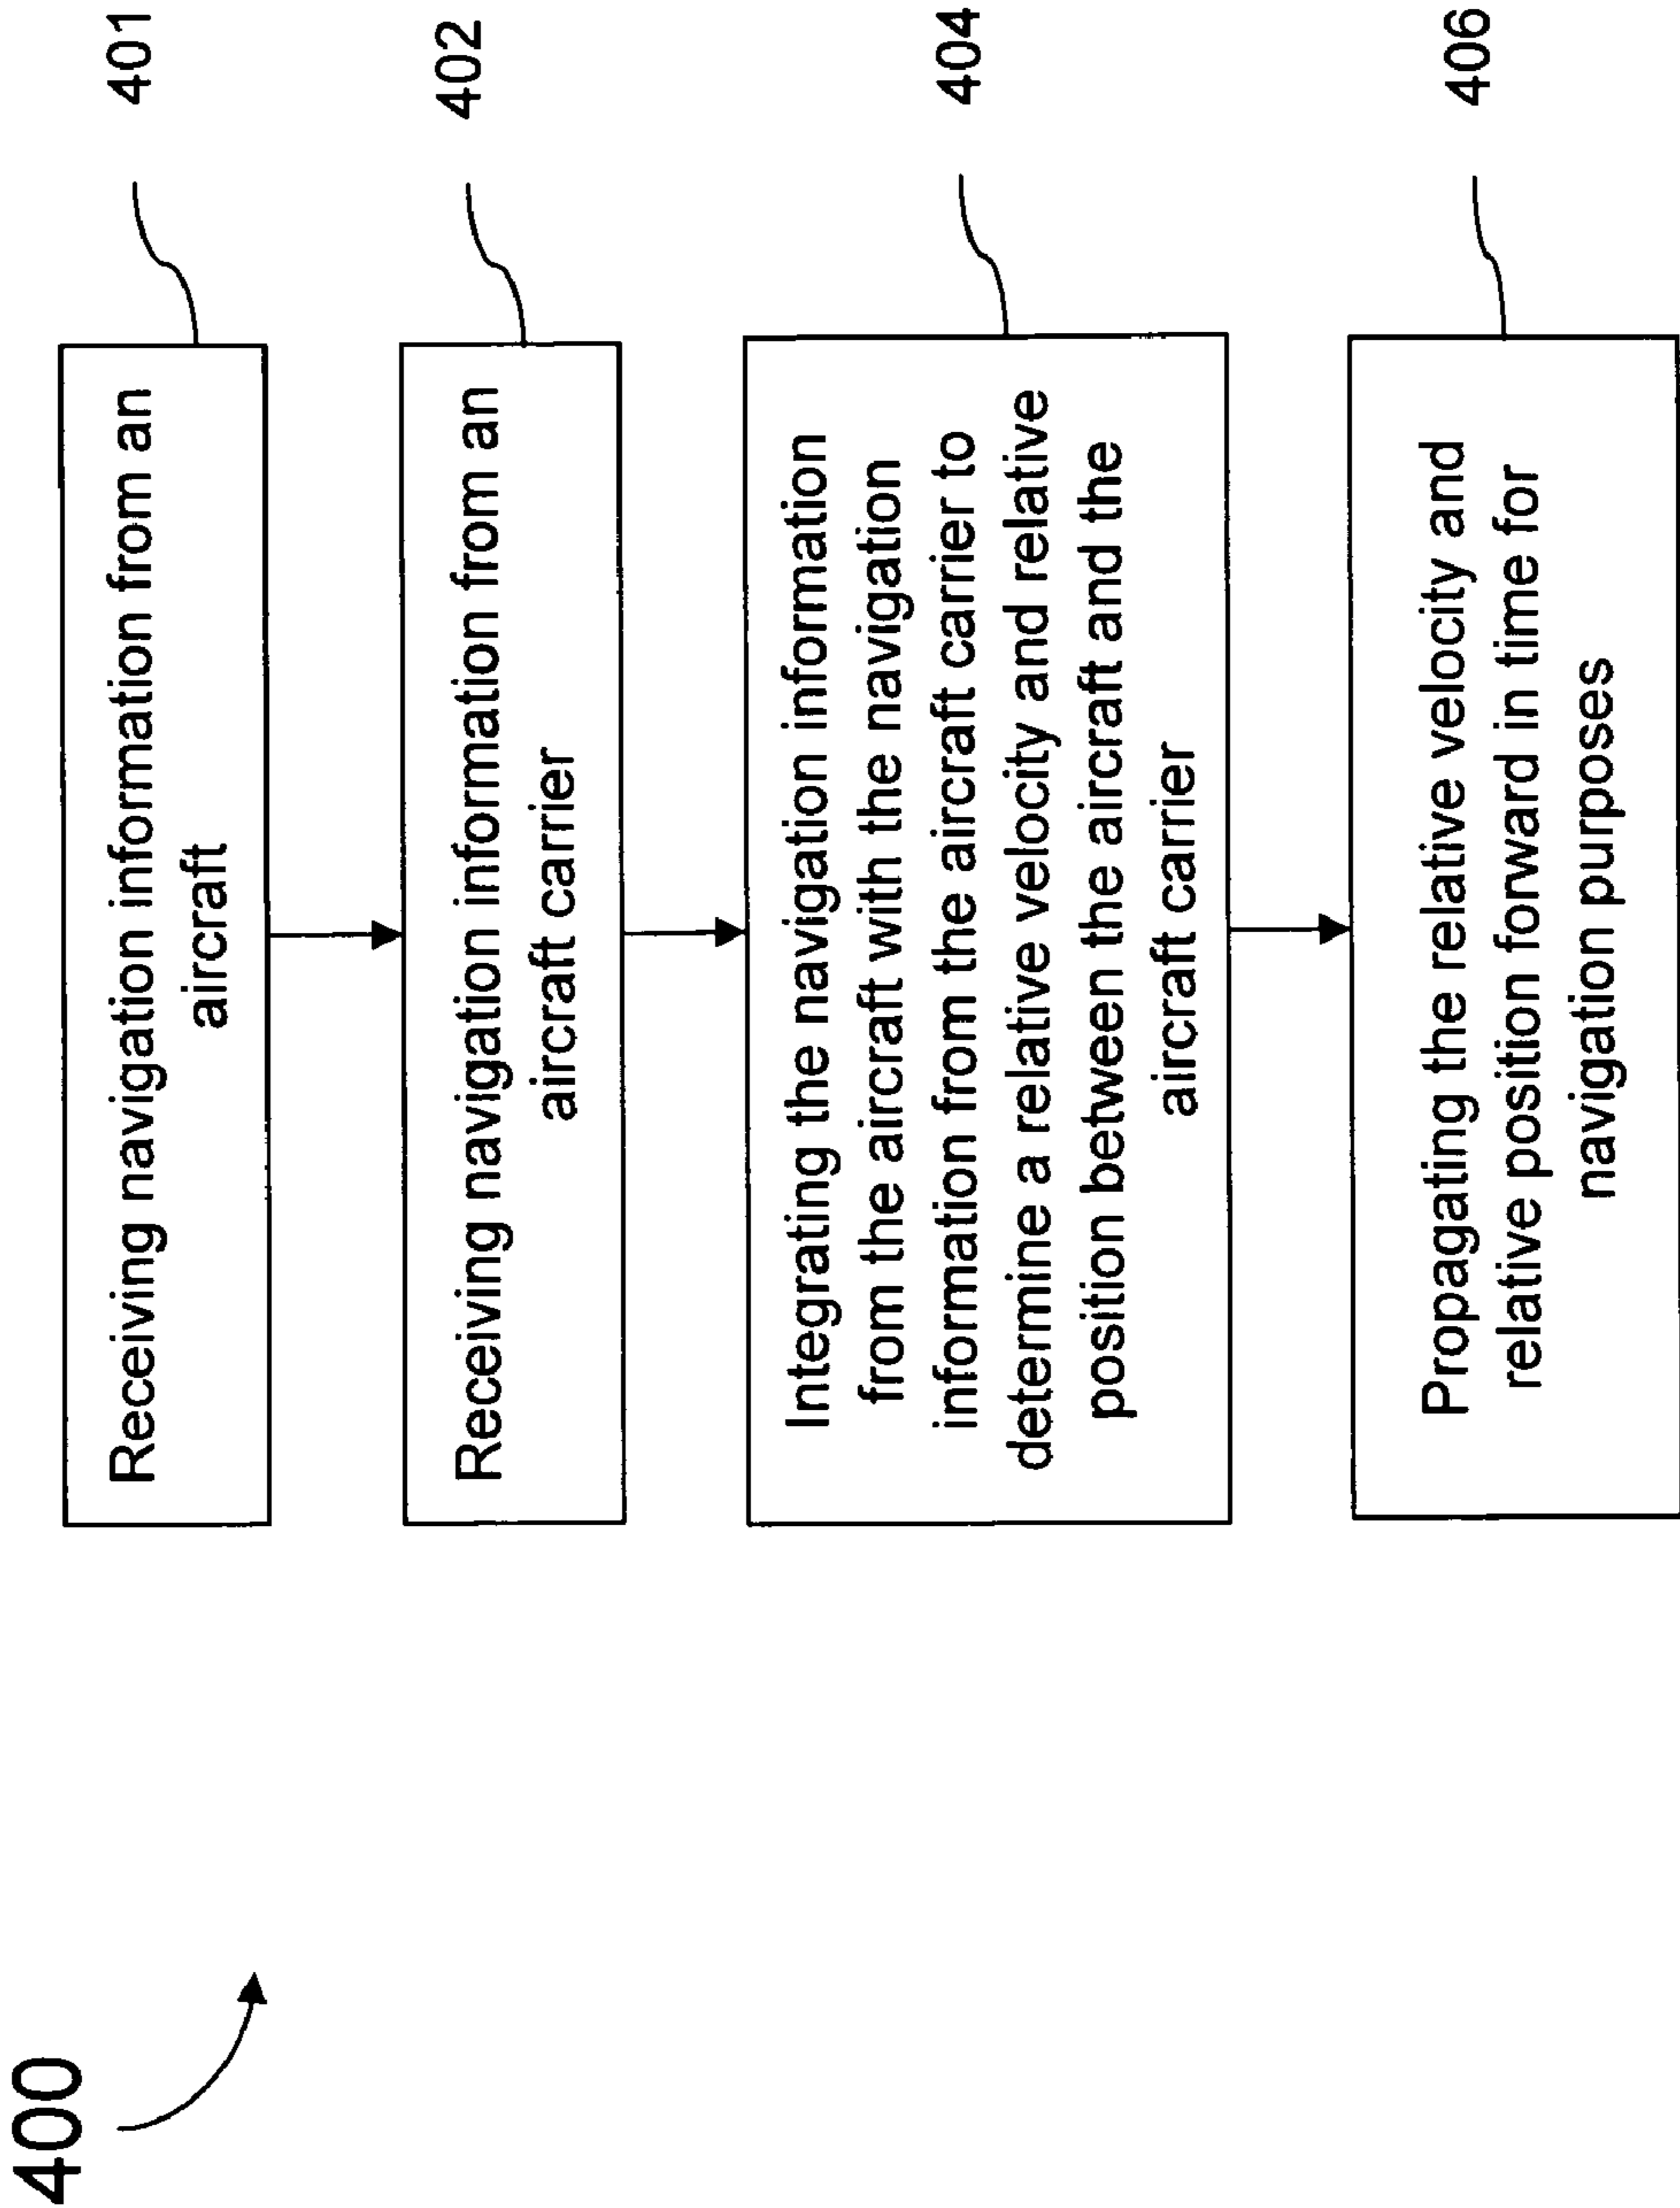 400
Receiving navigation information from an
aircraft
401
Receiving navigation information from an
aircraft carrier
402
Integrating the navigation information
from the aircraft with the navigation
information from the aircraft carrier to
determine a relative velocity and relative
position between the aircraft and the
aircraft carrier
404
Propagating the relative velocity and
relative position forward in time for
navigation purposes
406